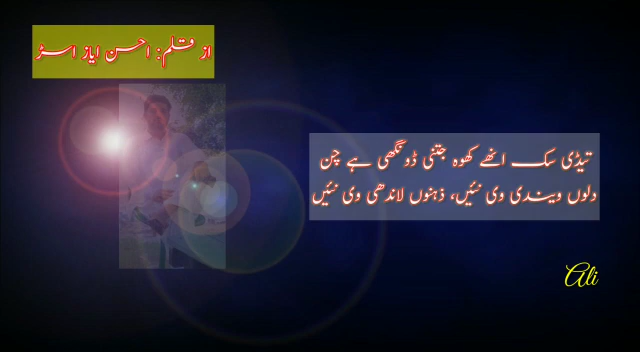 از قلم: احسن ایاز اسڑ
تیڈی سک انھے کھوہ جتنی ڈونگھی ہے چن
دلوں ویندی وی نئیں، ذہنوں لاندھی وی نئیں
Ali